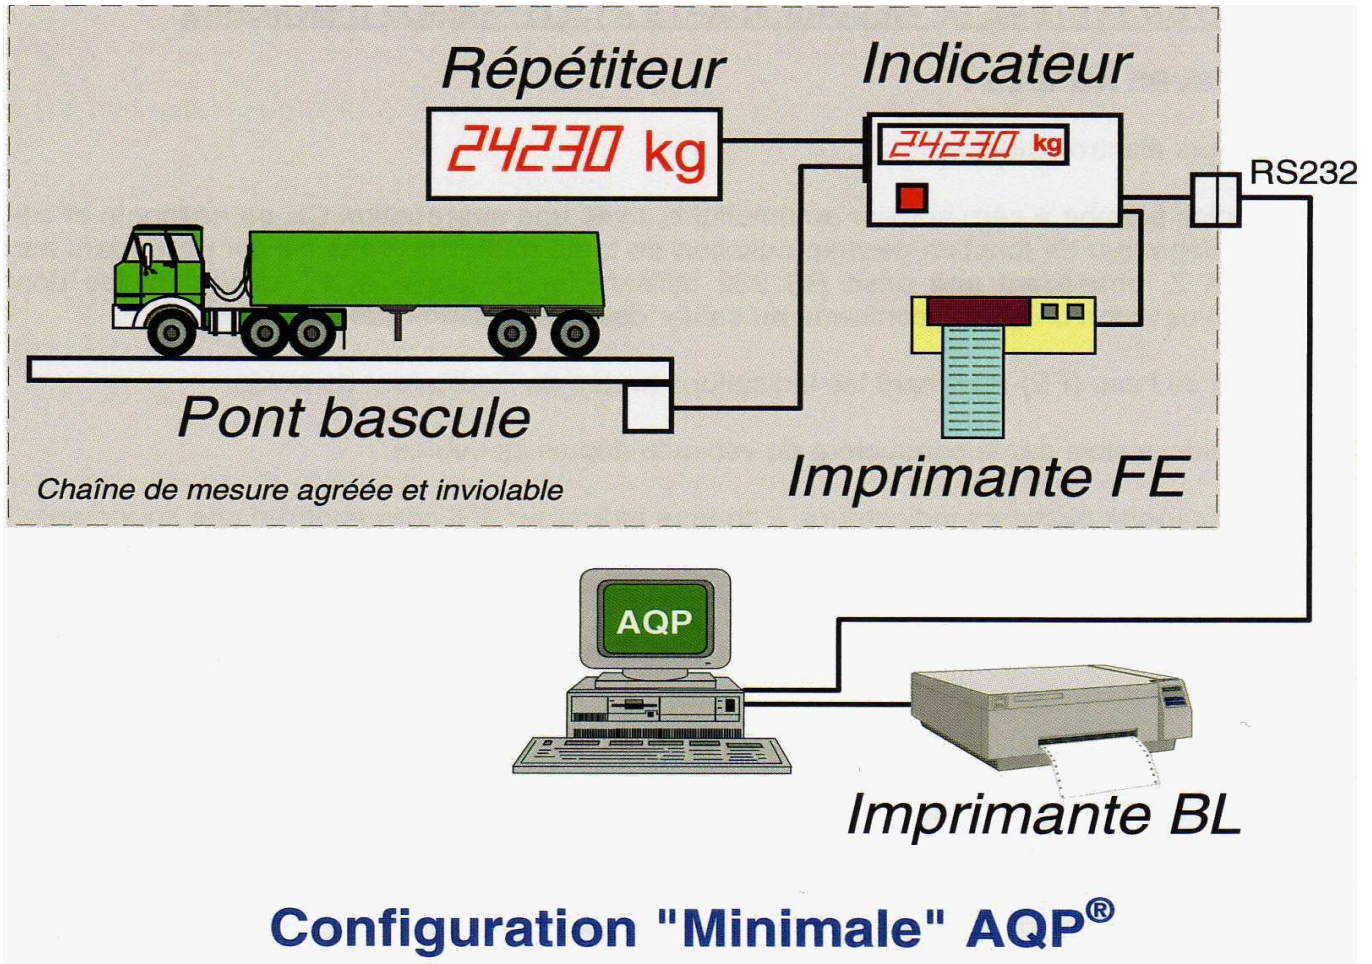 Répétiteur
Indicateur
24230 kg
24230 kg
RS232
Pont bascule
Imprimante FE
Chaîne de mesure agréée et inviolable
AQP
Imprimante BL
Configuration "Minimale" AQP®